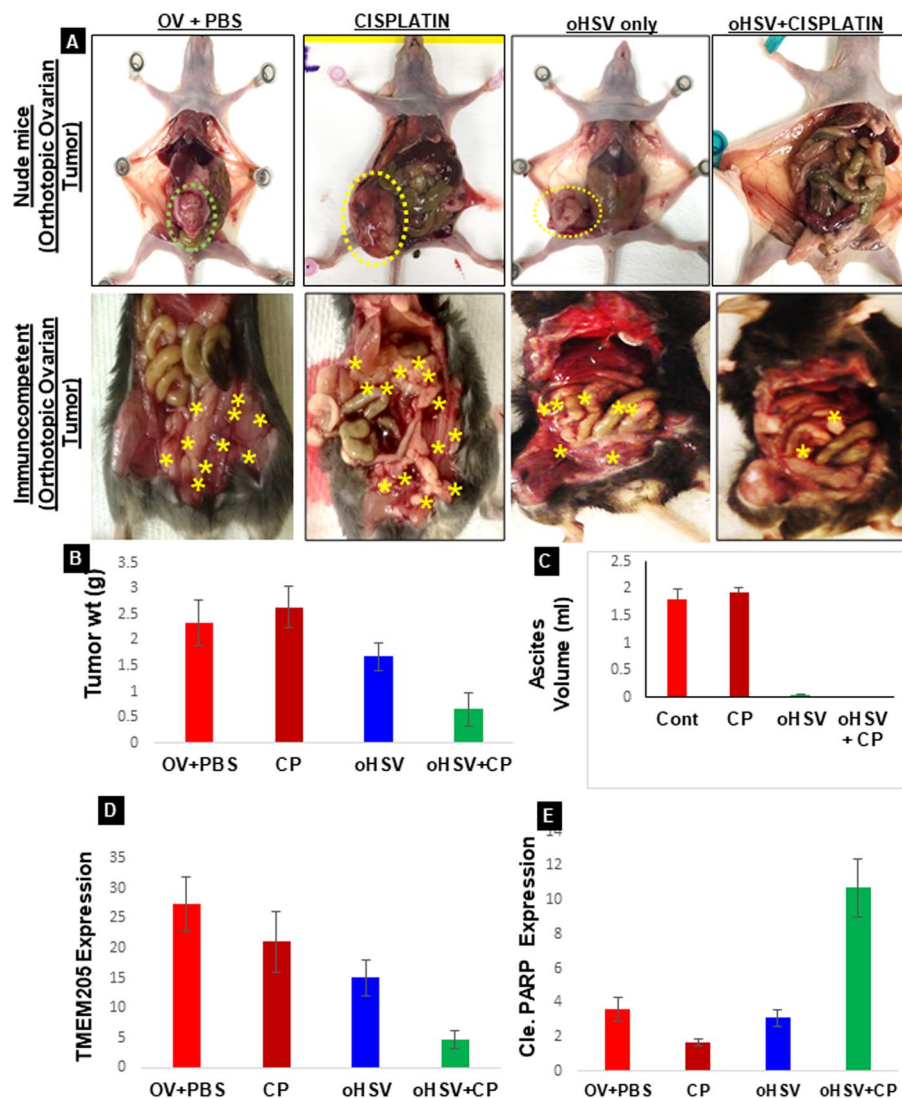 OV + PBS
CISPLATIN
oHSV only
oHSV+CISPLATIN
A
Nude mice
(Orthotopic Ovarian
Tumor)
Immunocompetent
(Orthotopic Ovarian
Tumor)
B
Tumor wt (g)
3.5
3
2.5
2
1.5
1
0.5
0
OV+PBS
CP
oHSV
oHSV+CP
C
Ascites
Volume (ml)
2.5
2
1.5
1
0.5
0
Cont
CP
oHSV
oHSV
+ CP
D
TMEM205 Expression
35
30
25
20
15
10
5
0
OV+PBS
CP
oHSV
oHSV+CP
E
Cle. PARP Expression
14
12
10
8
6
4
2
0
OV+PBS
CP
oHSV
oHSV+CP